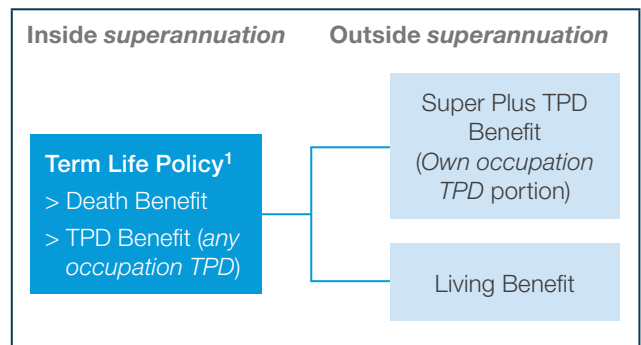 Inside superannuation
Outside superannuation
Term Life Policy1
> Death Benefit
> TPD Benefit (any
occupation TPD)
Super Plus TPD
Benefit
(Own occupation
TPD portion)
Living Benefit